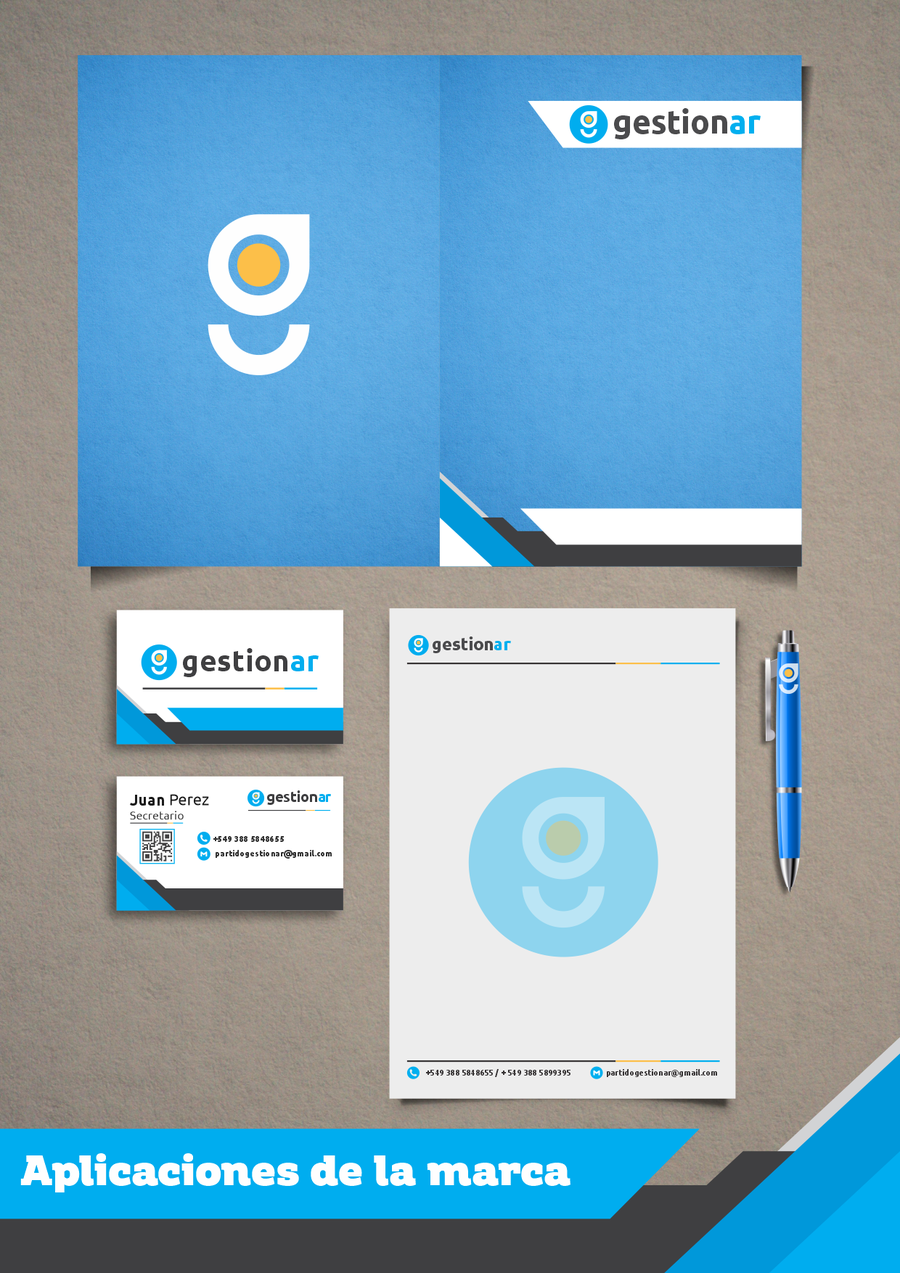 gestionar
gestionar
gestionar
Juan Perez
Secretario
gestionar
+549 388 5848655
partidogestionar@gmail.com
+549 388 5848655 / +549 388 5899395
partidogestionar@gmail.com
Aplicaciones de la marca